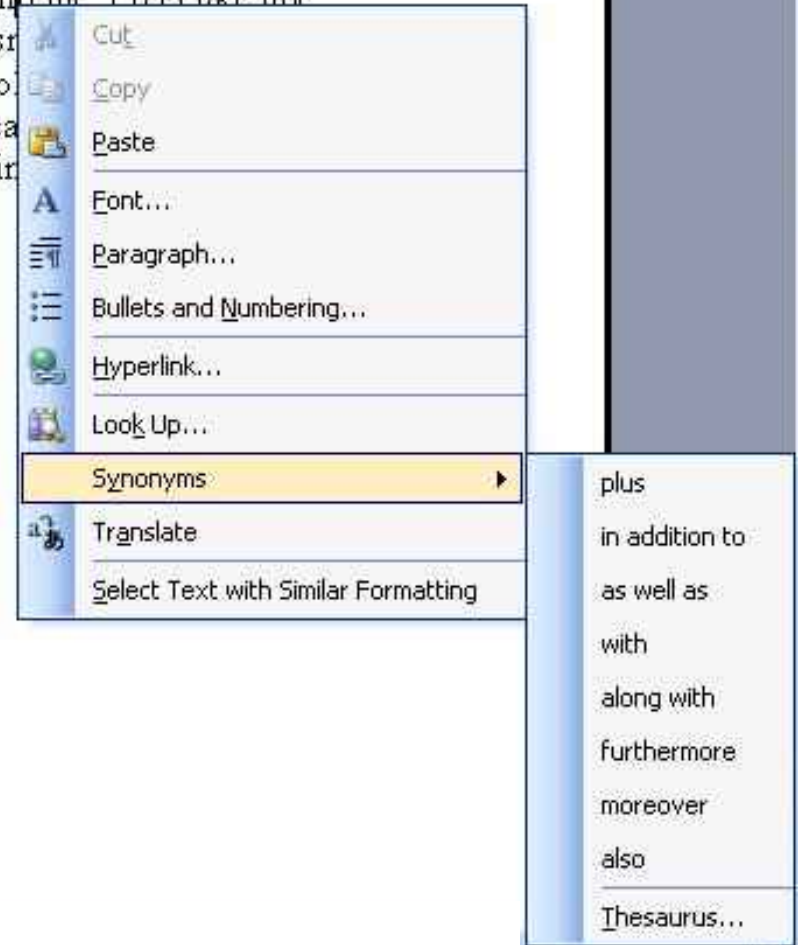 Cut
Copy
Paste
Font...
Paragraph...
Bullets and Numbering...
Hyperlink...
Look Up...
Synonyms
Translate
Select Text with Similar Formatting
plus
in addition to
as well as
with
along with
furthermore
moreover
also
Thesaurus...